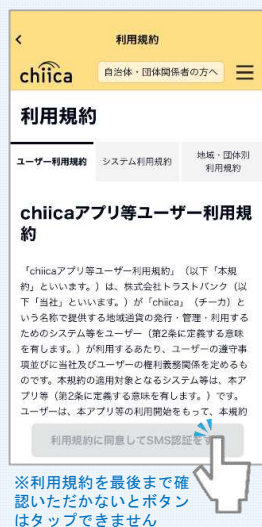 利用規約
chiica
自治体・団体関係者の方へ
利用規約
ユーザー利用規約
システム利用規約
地域・団体別
利用規約
chiicaアプリ等ユーザー利用規
約
「chiicaアプリ等ユーザー利用規約」（以下「本規
約」といいます。）は、株式会社トラストバンク（以
下「当社」といいます。）が「chiica」（チーカ）と
いう名称で提供する地域通貨の発行・管理・利用する
ためのシステム等をユーザー（第2条に定義する意味
を有します。）が利用するあたり、ユーザーの遵守事
項並びに当社及びユーザーの権利義務関係を定めるも
のです。本規約の適用対象となるシステム等は、本ア
プリ等（第2条に定義する意味を有します。）です。
ユーザーは、本アプリ等の利用開始をもって、本規約
利用規約に同意してSMS認証をす
※利用規約を最後まで確
認いただかないとボタン
はタップできません